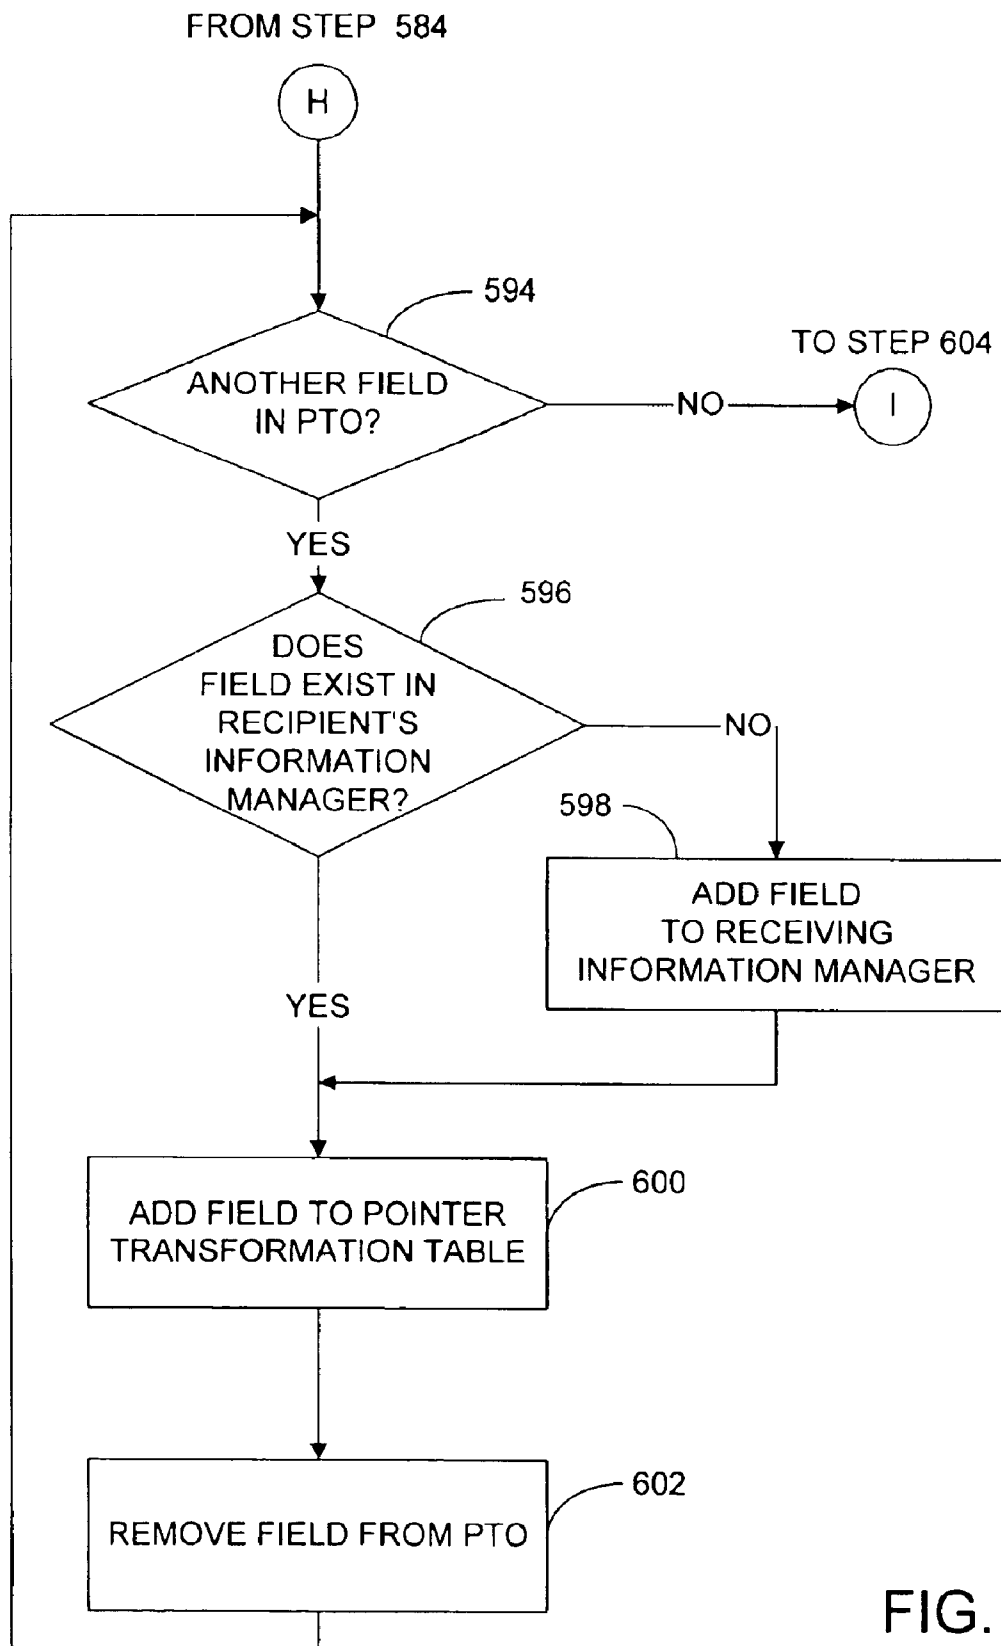 FROM STEP 584
H
594
ANOTHER FIELD
IN PTO?
NO
TO STEP 604
I
YES
596
DOES
FIELD EXIST IN
RECIPIENT'S
INFORMATION
MANAGER?
NO
598
ADD FIELD
TO RECEIVING
INFORMATION MANAGER
YES
600
ADD FIELD TO POINTER
TRANSFORMATION TABLE
602
REMOVE FIELD FROM PTO
FIG.